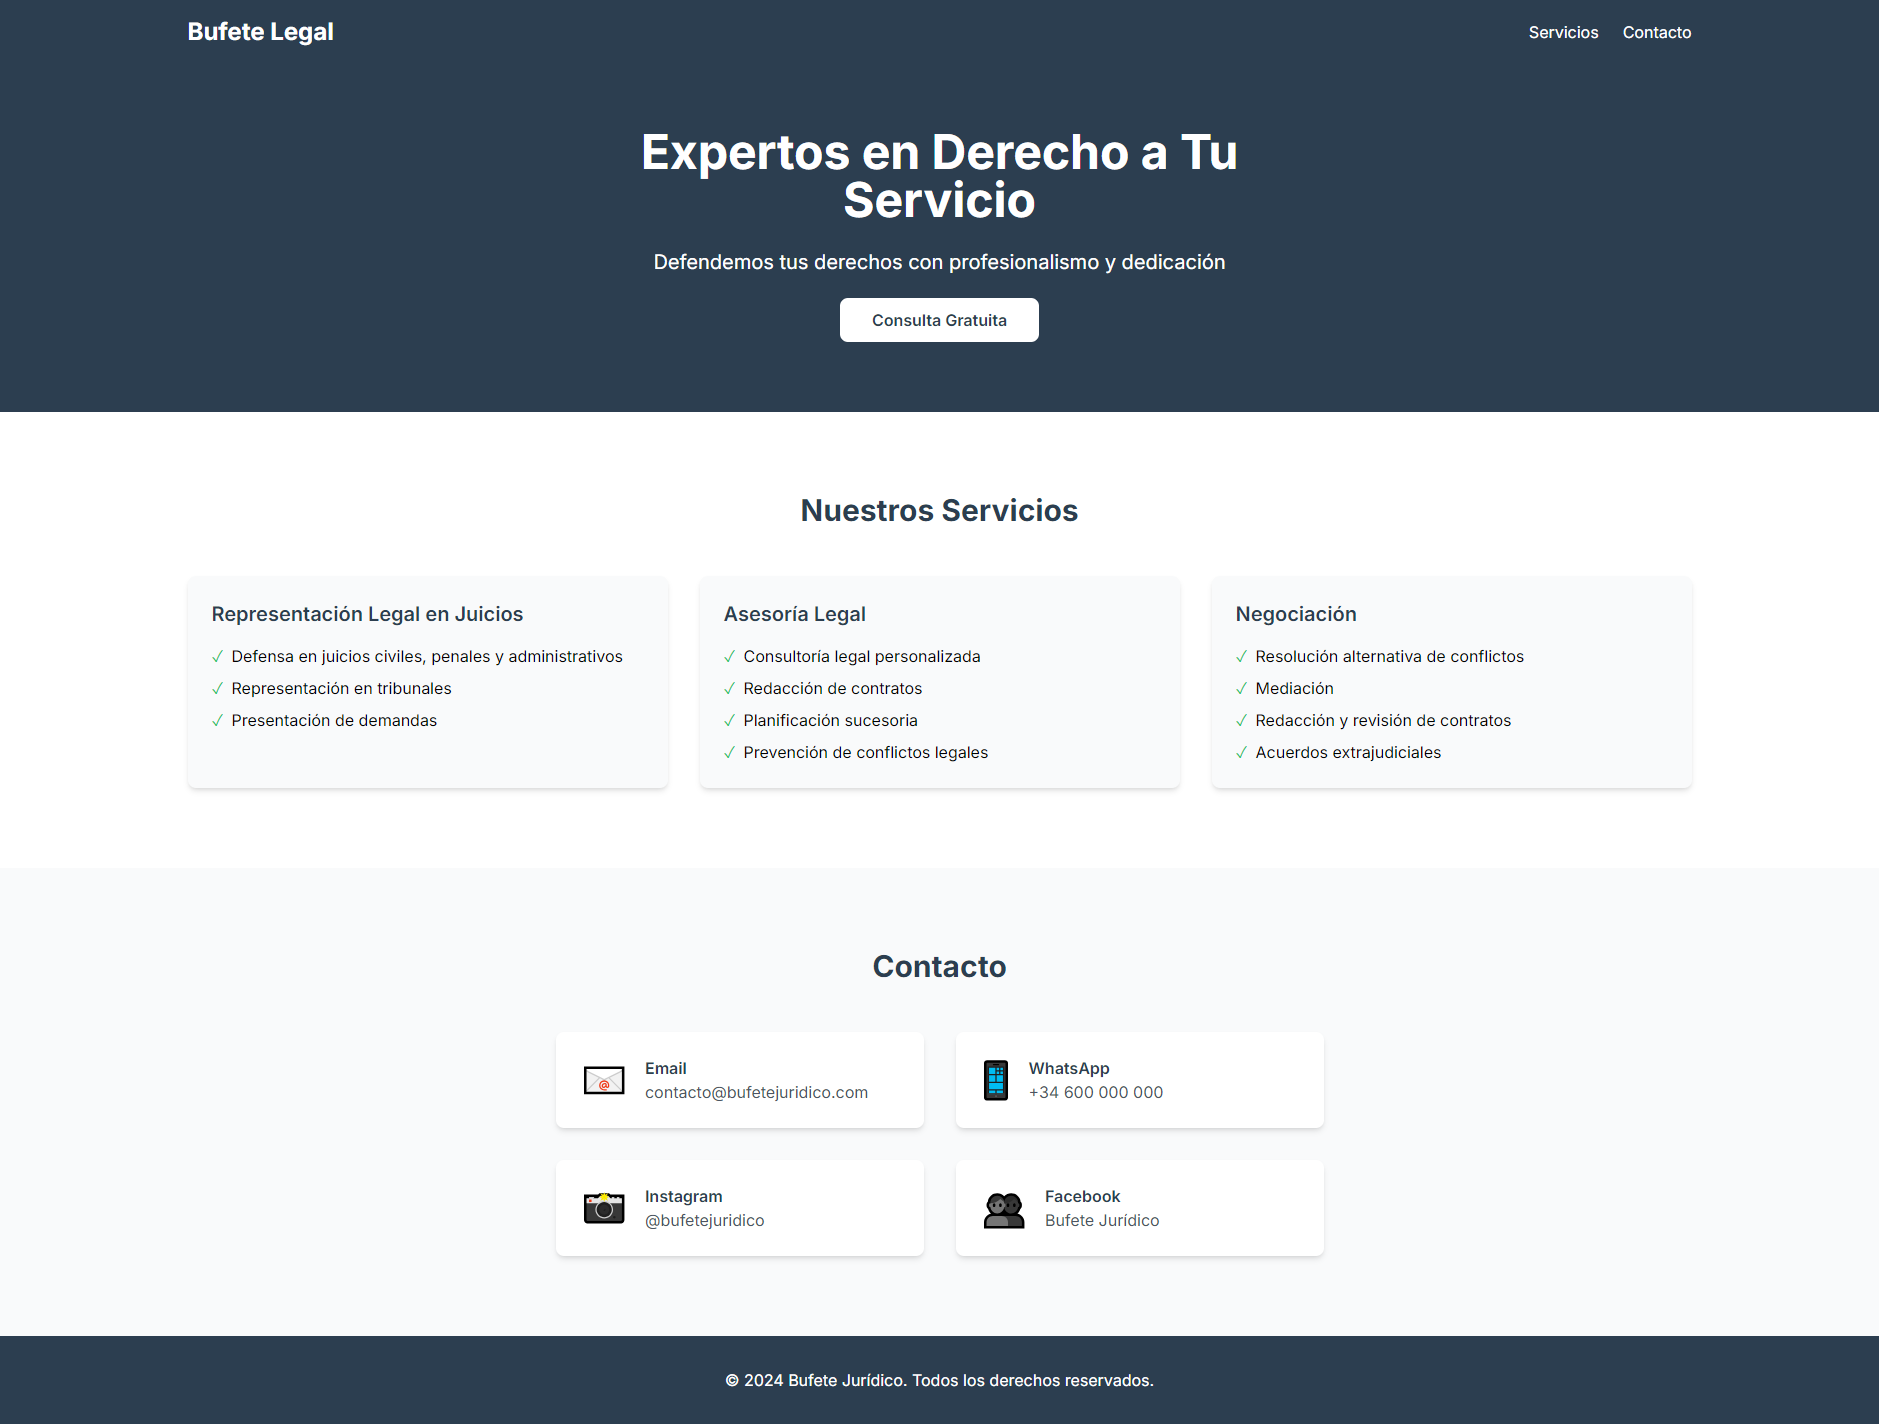 Bufete Legal
Servicios
Contacto
Expertos en Derecho a Tu
Servicio
Defendemos tus derechos con profesionalismo y dedicación
Consulta Gratuita
Nuestros Servicios
Representación Legal en Juicios
✓ Defensa en juicios civiles, penales y administrativos
✓ Representación en tribunales
✓ Presentación de demandas
Asesoría Legal
✓ Consultoría legal personalizada
✓ Redacción de contratos
✓ Planificación sucesoria
✓ Prevención de conflictos legales
Negociación
✓ Resolución alternativa de conflictos
✓ Mediación
✓ Redacción y revisión de contratos
✓ Acuerdos extrajudiciales
Contacto
Email
contacto@bufetejuridico.com
WhatsApp
+34 600 000 000
Instagram
@bufetejuridico
Facebook
Bufete Jurídico
© 2024 Bufete Jurídico. Todos los derechos reservados.